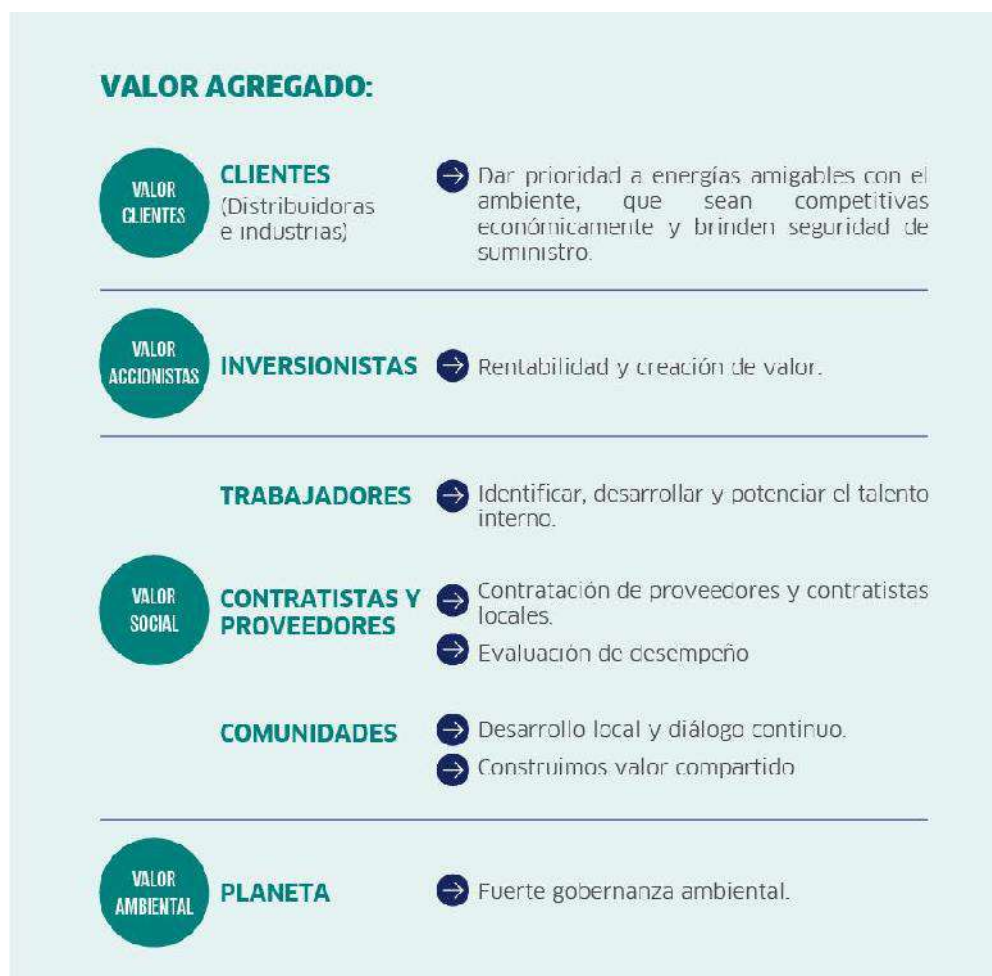 VALOR AGREGADO:
VALOR
CLIENTES
CLIENTES
(Distribuidoras
e industrias)
Dar prioridad a energías amigables con el
ambiente, que sean competitivas
económicamente y brinden seguridad de
suministro.
VALOR
ACCIONISTAS
INVERSIONISTAS
Rentabilidad y creación de valor.
VALOR
SOCIAL
TRABAJADORES
Identificar, desarrollar y potenciar el talento
interno.
CONTRATISTAS Y
PROVEEDORES
Contratación de proveedores y contratistas
locales.
Evaluación de desempeño
COMUNIDADES
Desarrollo local y diálogo continuo.
Construimos valor compartido
VALOR
AMBIENTAL
PLANETA
Fuerte gobernanza ambiental.